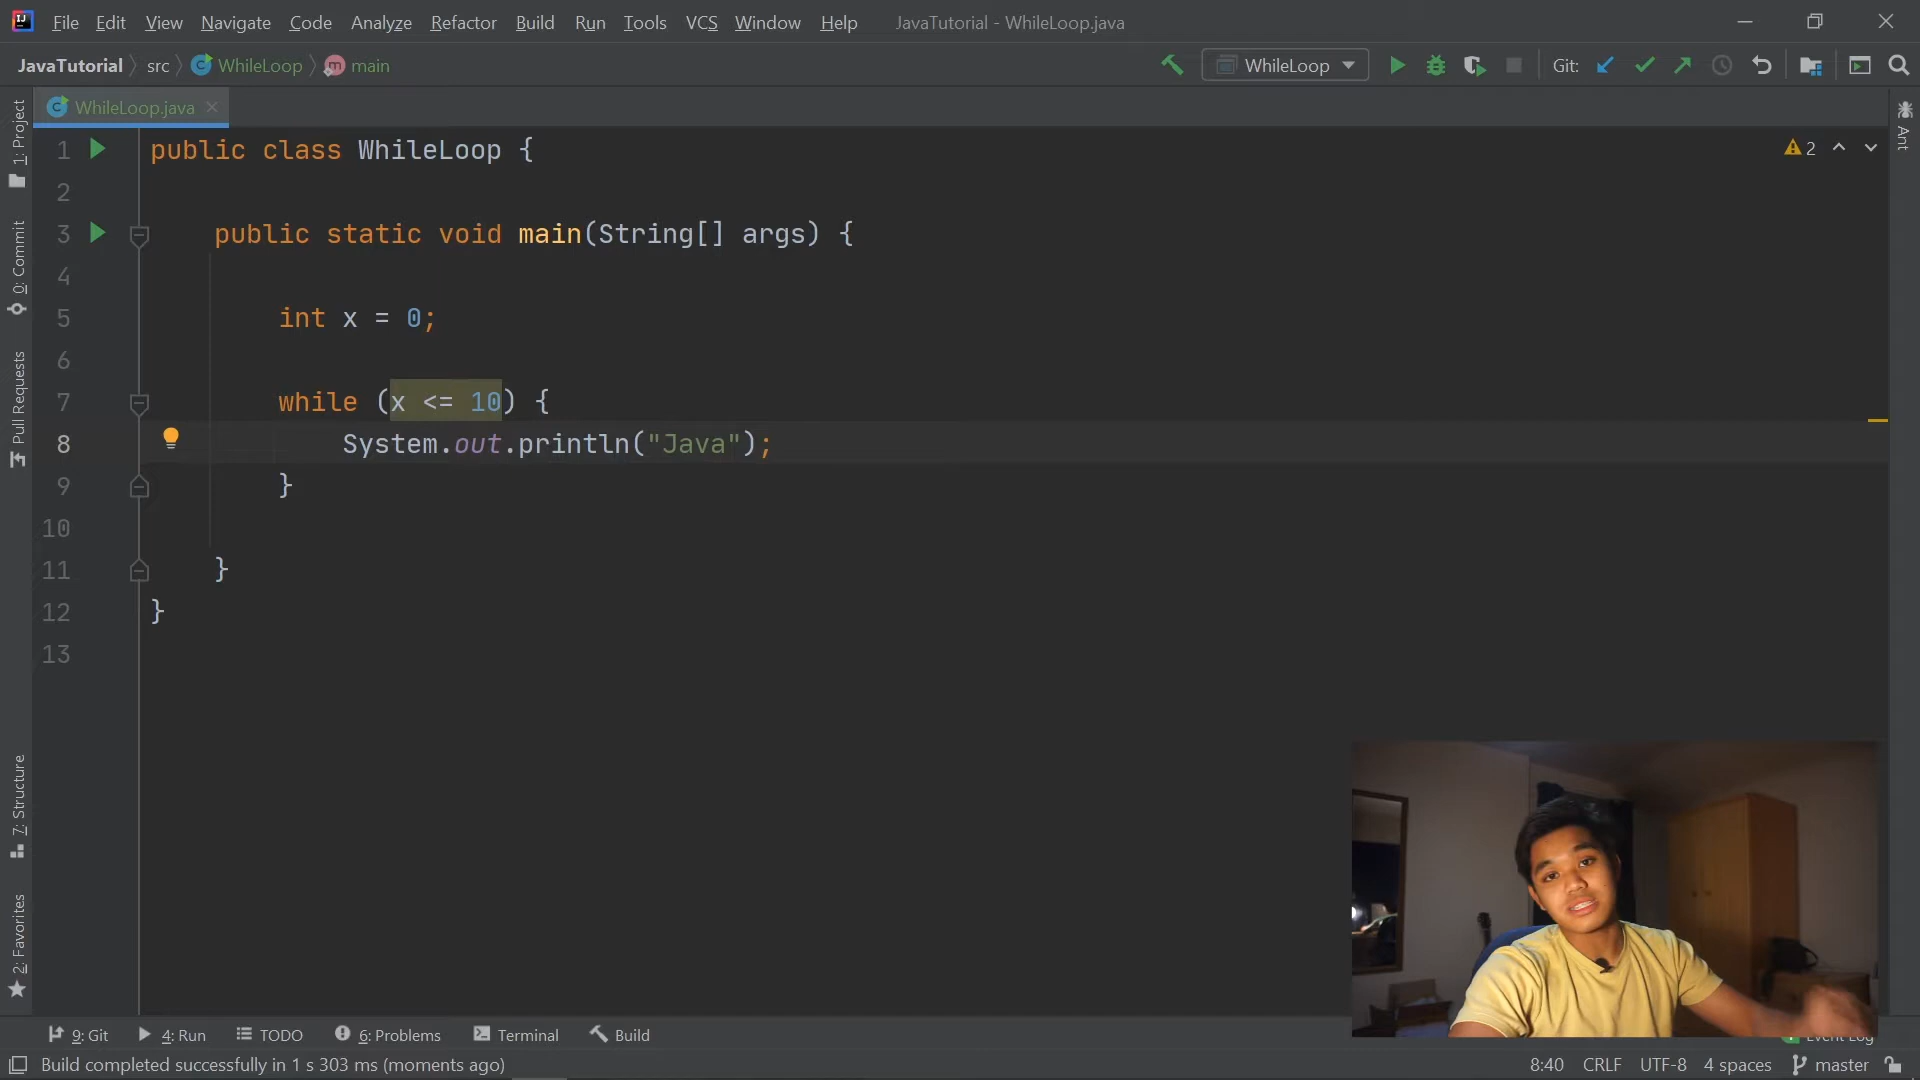 File Edit View Navigate Code Analyze Refactor Build Run Tools VCS Window Help JavaTutorial - WhileLoop.java
JavaTutorial src WhileLoop main WhileLoop Git:
WhileLoop.java
1 public class WhileLoop { 2
2
3 public static void main(String[] args) {
4
5 int x = 0;
6
7 while (x <= 10) {
8 System.out.println("Java");
9 }
10
11 }
12 }
13
1: Project
0: Commit
Pull Requests
7: Structure
2: Favorites
Ant
9: Git 4: Run TODO 6: Problems Terminal Build Event Log
Build completed successfully in 1 s 303 ms (moments ago) 8:40 CRLF UTF-8 4 spaces master